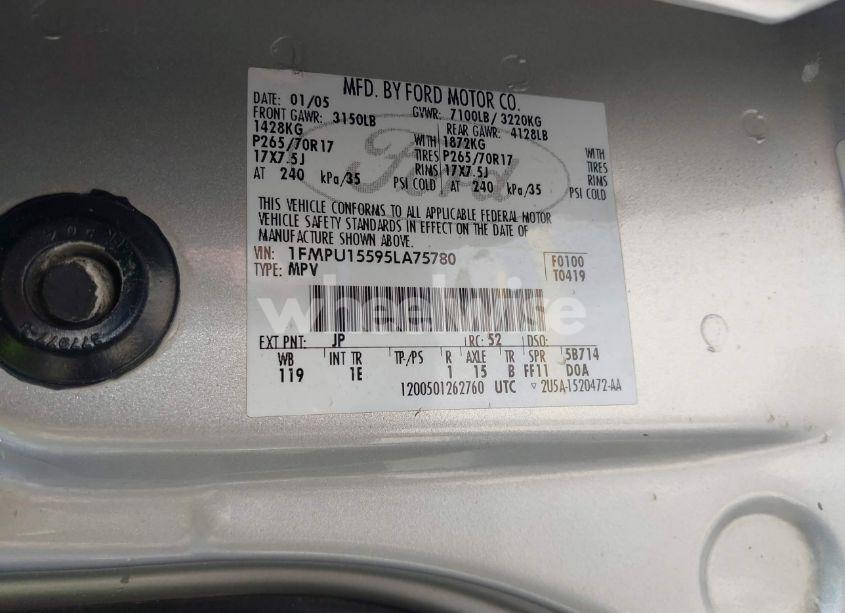 MFD. BY FORD MOTOR CO.
DATE: 01/05 GVWR: 7100LB/ 3220KG
FRONT GAWR: 3150LB REAR GAWR: 4128LB
1428KG WITH 1872KG WITH
P265/70R17 TIRES P265/70R17 TIRES
17X7.5J RIMS 17X7.5J RIMS
AT 240 kPa/35 PSI COLD AT 240 kPa/35 PSI COLD
Ford
THIS VEHICLE CONFORMS TO ALL APPLICABLE FEDERAL MOTOR
VEHICLE SAFETY STANDARDS IN EFFECT ON THE DATE OF
MANUFACTURE SHOWN ABOVE.
VIN: 1FMPU15595LA75780 F0100
TYPE: MPV T0419
wheelwise
EXT PNT: JP RC: 52 DSO:
WB INT TR TP/PS R AXLE TR SPR 5B714
119 1E 1 15 B FF11 DOA
1200501262760 UTC ▿ 2U5A-1520472-AA